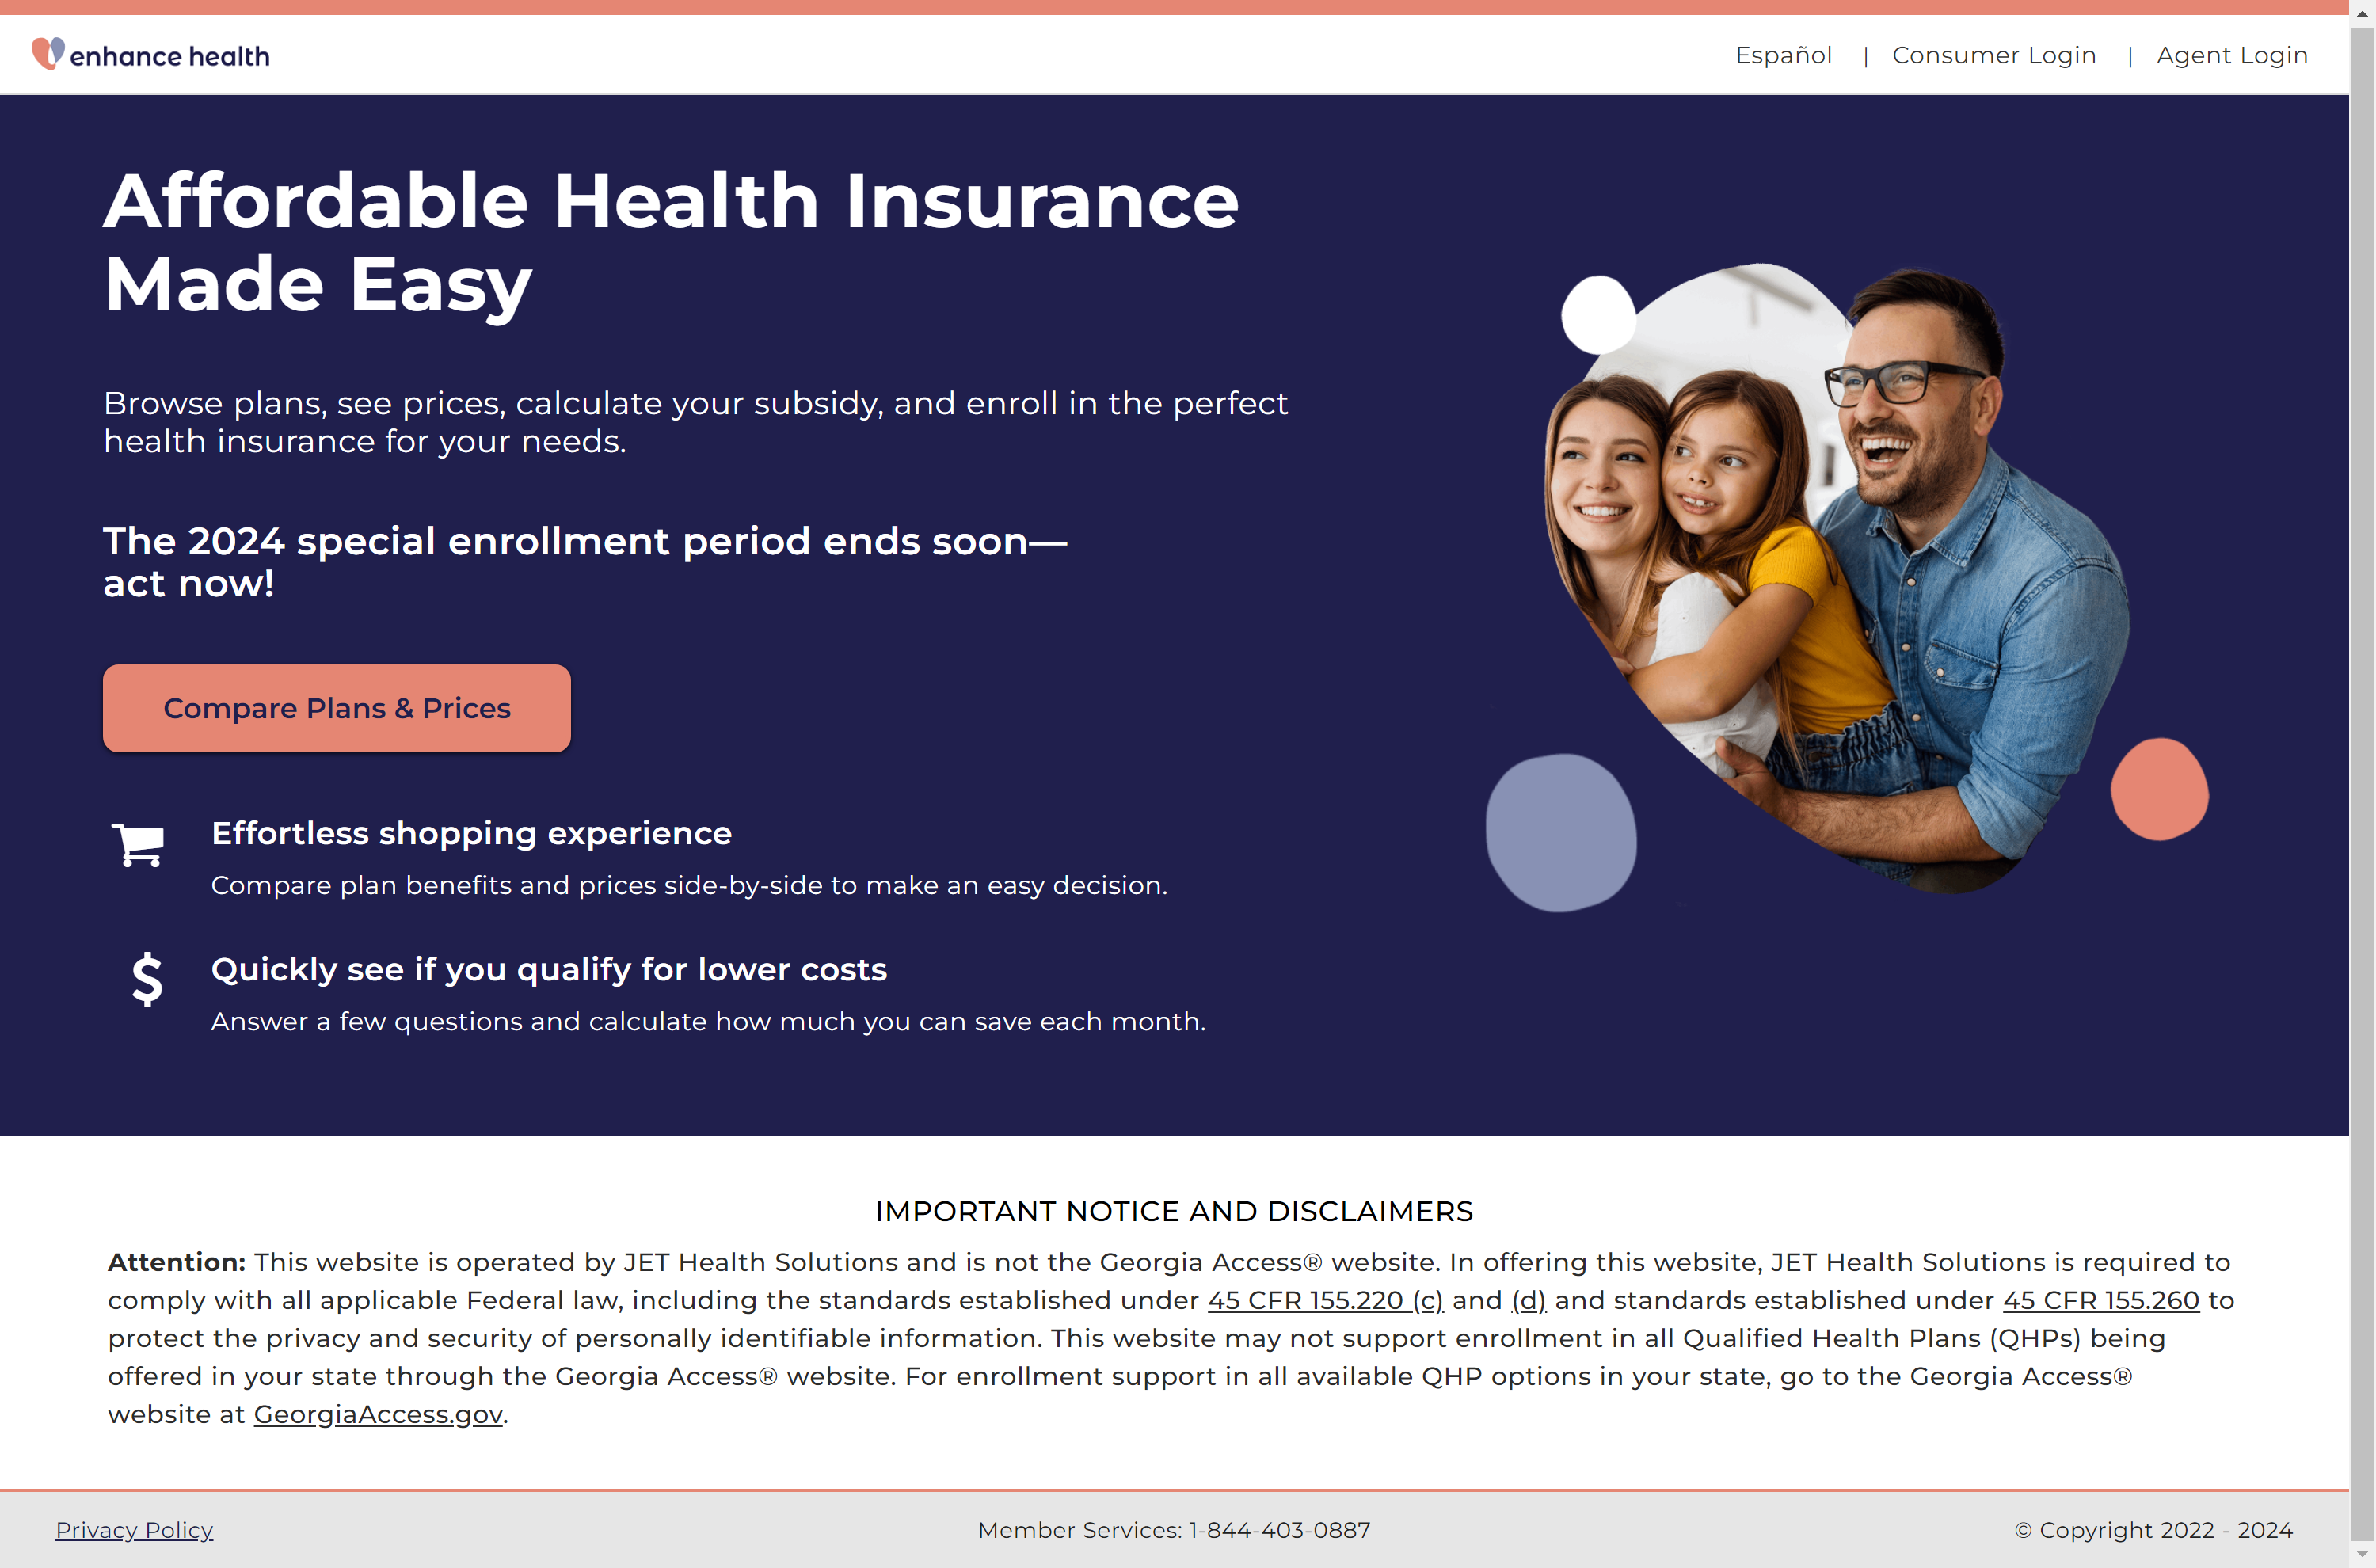 enhance health
Español | Consumer Login | Agent Login
Affordable Health Insurance
Made Easy
Browse plans, see prices, calculate your subsidy, and enroll in the perfect
health insurance for your needs.
The 2024 special enrollment period ends soon—
act now!
Compare Plans & Prices
Effortless shopping experience
Compare plan benefits and prices side-by-side to make an easy decision.
$
Quickly see if you qualify for lower costs
Answer a few questions and calculate how much you can save each month.
IMPORTANT NOTICE AND DISCLAIMERS
Attention: This website is operated by JET Health Solutions and is not the Georgia Access® website. In offering this website, JET Health Solutions is required to
comply with all applicable Federal law, including the standards established under 45 CFR 155.220 (c) and (d) and standards established under 45 CFR 155.260 to
protect the privacy and security of personally identifiable information. This website may not support enrollment in all Qualified Health Plans (QHPs) being
offered in your state through the Georgia Access® website. For enrollment support in all available QHP options in your state, go to the Georgia Access®
website at GeorgiaAccess.gov.
Privacy Policy
Member Services: 1-844-403-0887
© Copyright 2022 - 2024